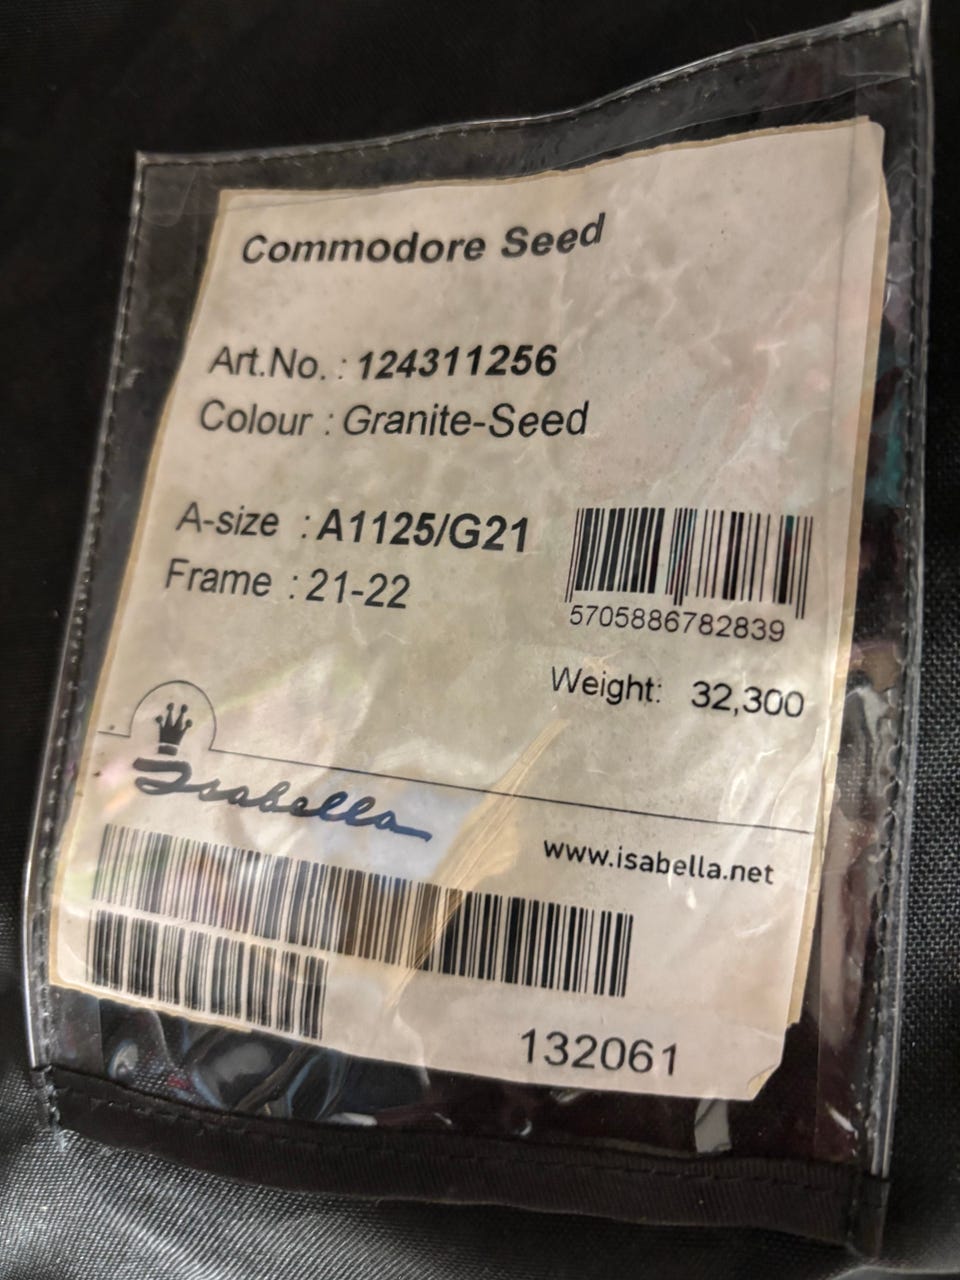 Commodore Seed
Art.No. : 124311256
Colour : Granite-Seed
A-size : A1125/G21
Frame : 21-22
5705886782839
Weight: 32,300
Isabella
www.isabella.net
132061